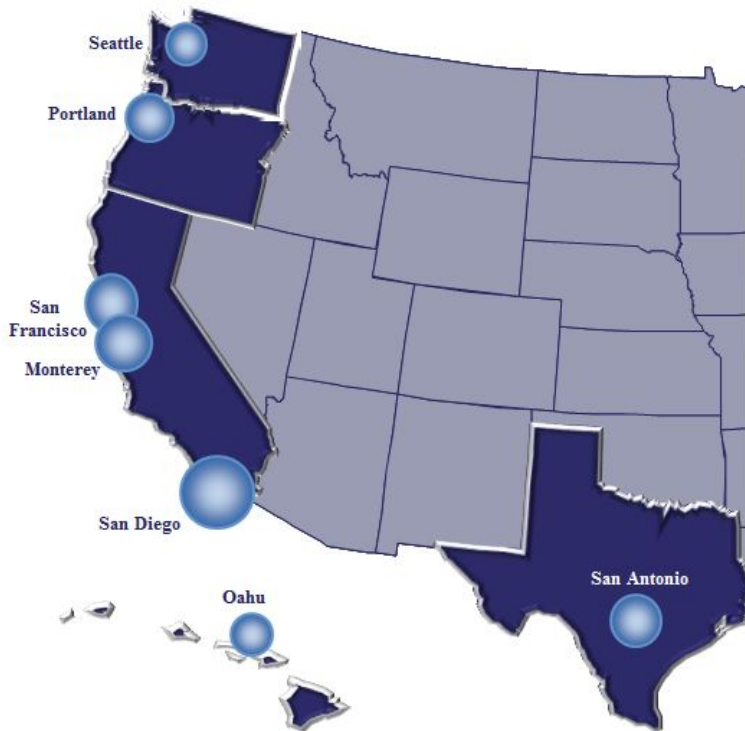 Seattle
Portland
San
Francisco
Monterey
San Diego
San Antonio
Oahu